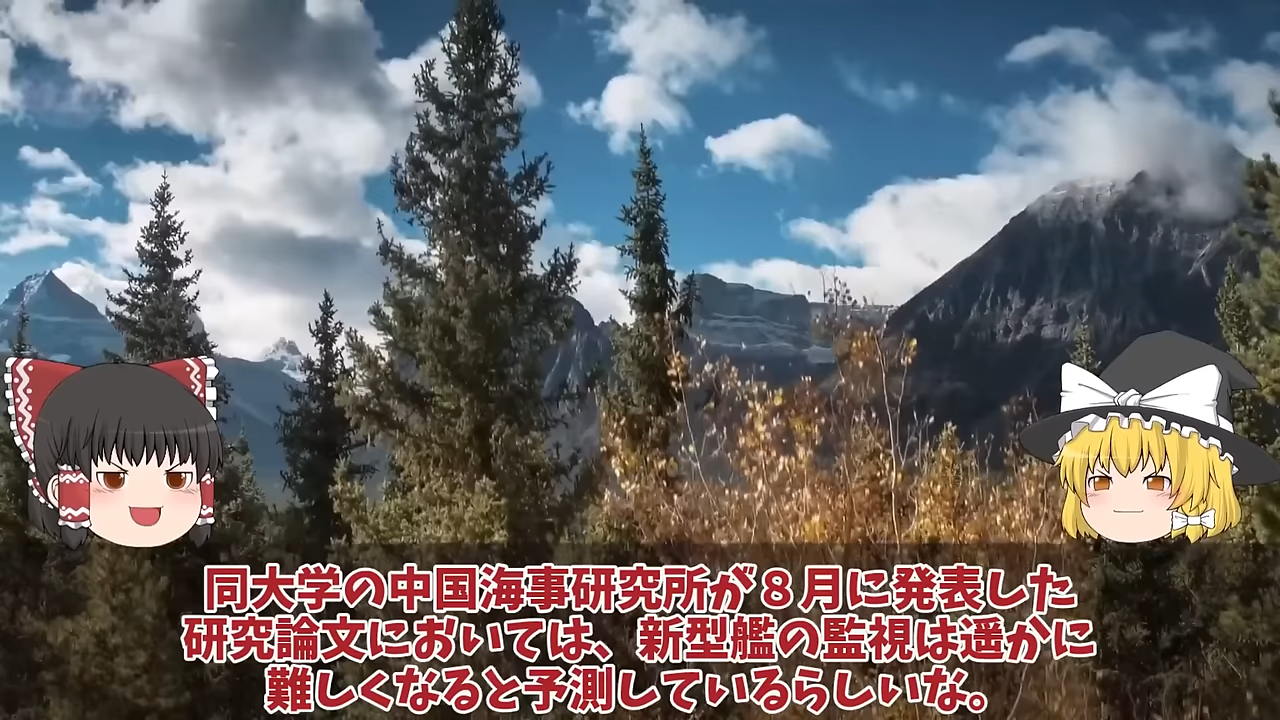 同大学の中国海事研究所が８月に発表した
研究論文においては、新型艦の監視は遥かに
難しくなると予測しているらしいな。